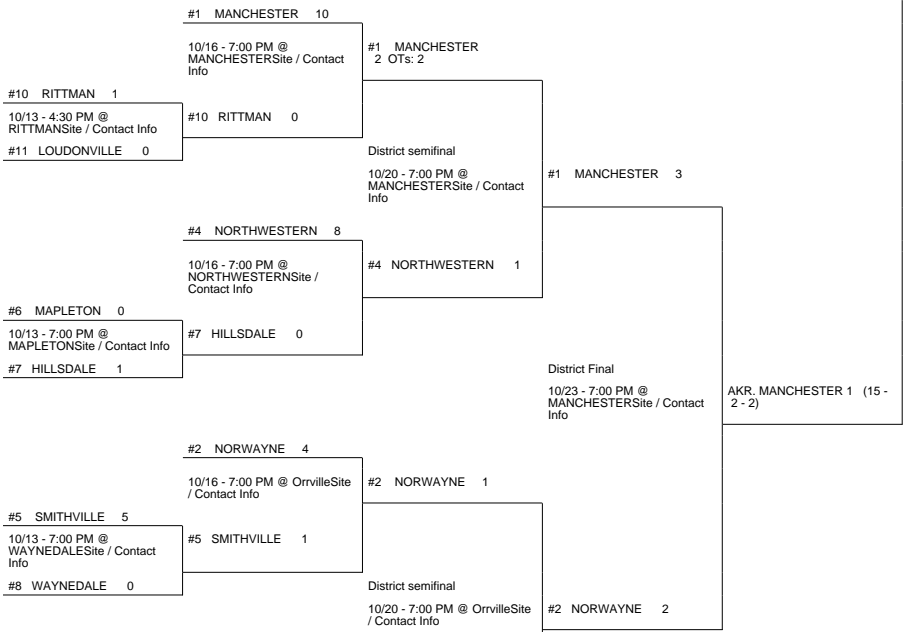 #1 MANCHESTER 10
10/16 - 7:00 PM @
MANCHESTERSite / Contact
Info
#1 MANCHESTER
2 OTs: 2
#10 RITTMAN 1
10/13 - 4:30 PM @
RITTMANSite / Contact Info
#11 LOUDONVILLE 0
#10 RITTMAN 0
District semifinal
10/20 - 7:00 PM @
MANCHESTERSite / Contact
Info
#1 MANCHESTER 3
#4 NORTHWESTERN 8
10/16 - 7:00 PM @
NORTHWESTERNSite /
Contact Info
#4 NORTHWESTERN 1
#6 MAPLETON 0
10/13 - 7:00 PM @
MAPLETONSite / Contact Info
#7 HILLSDALE 1
#7 HILLSDALE 0
District Final
10/23 - 7:00 PM @
MANCHESTERSite / Contact
Info
AKR. MANCHESTER 1 (15 -
2 - 2)
#2 NORWAYNE 4
10/16 - 7:00 PM @ OrrvilleSite
/ Contact Info
#2 NORWAYNE 1
#5 SMITHVILLE 5
10/13 - 7:00 PM @
WAYNEDALESite / Contact
Info
#8 WAYNEDALE 0
#5 SMITHVILLE 1
District semifinal
10/20 - 7:00 PM @ OrrvilleSite
/ Contact Info
#2 NORWAYNE 2